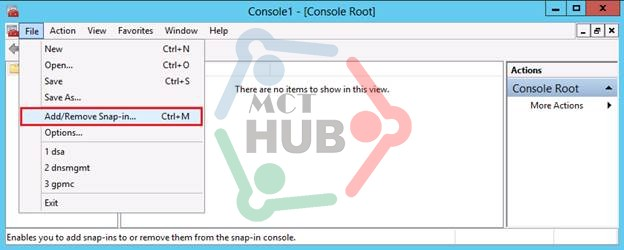 Console1 - [Console Root]
File Action View Favorites Window Help
New Ctrl+N
Open... Ctrl+O
Save Ctrl+S
Save As...
Add/Remove Snap-in... Ctrl+M
Options...
1 dsa
2 dnsmgmt
3 gpmc
Exit
There are no items to show in this view.
MCT
HUB
Actions
Console Root
More Actions
Enables you to add snap-ins to or remove them from the snap-in console.